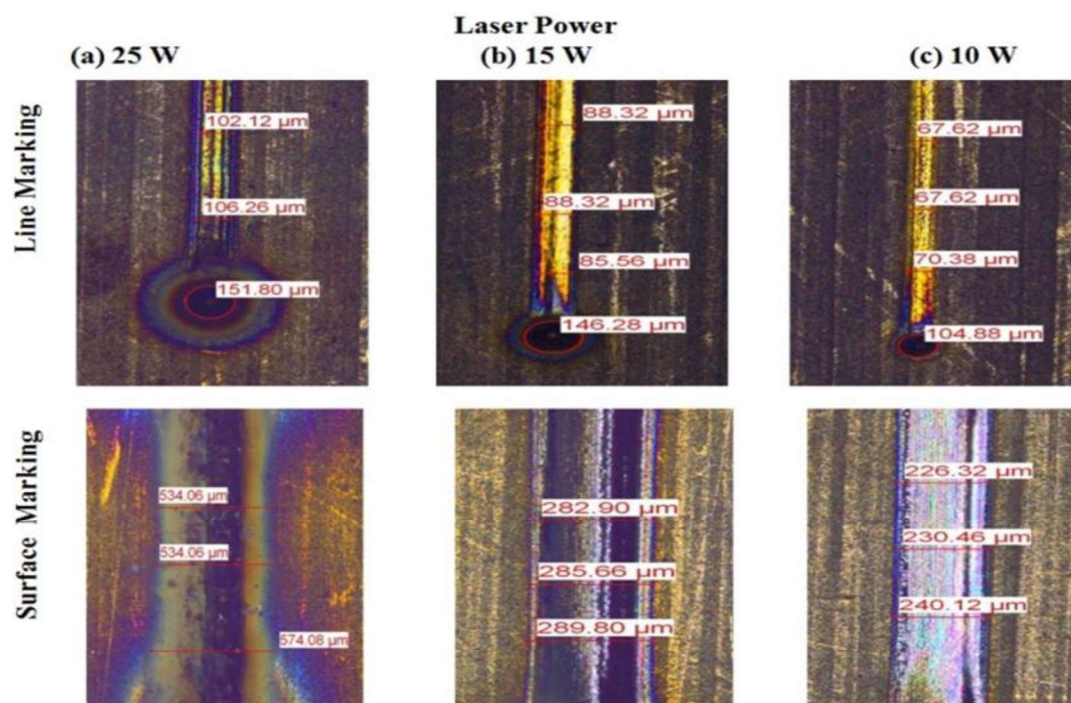 Laser Power
(a) 25 W
(b) 15 W
(c) 10 W
Line Marking
102.12 µm
106.26 µm
151.80 µm
88.32 µm
88.32 µm
85.56 µm
146.28 µm
67.62 µm
67.62 µm
70.38 µm
104.88 µm
Surface Marking
534.06 µm
534.06 µm
574.08 µm
282.90 µm
285.66 µm
289.80 µm
226.32 µm
230.46 µm
240.12 µm